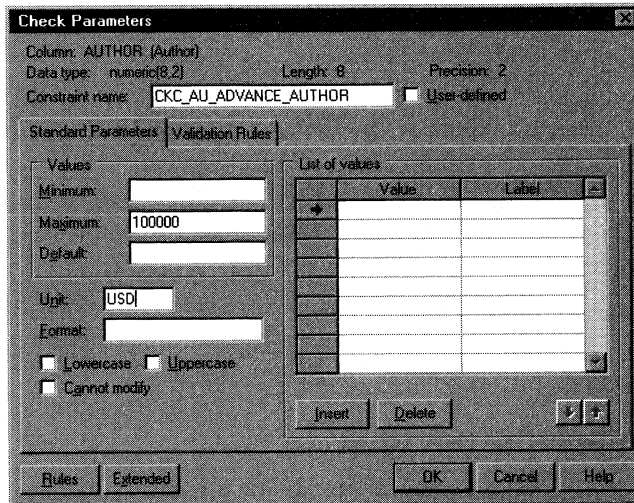 Check Parameters
Column: AUTHOR (Author)
Data type: numeric(8,2) Length: 8 Precision: 2
Constraint name: CKC_AU_ADVANCE_AUTHOR User-defined
Standard Parameters Validation Rules
Values
Minimum:
Maximum: 100000
Default:
Unit: USD
Format:
Lowercase Uppercase
Cannot modify
List of values
Value Label
Insert Delete
Rules Extended OK Cancel Help